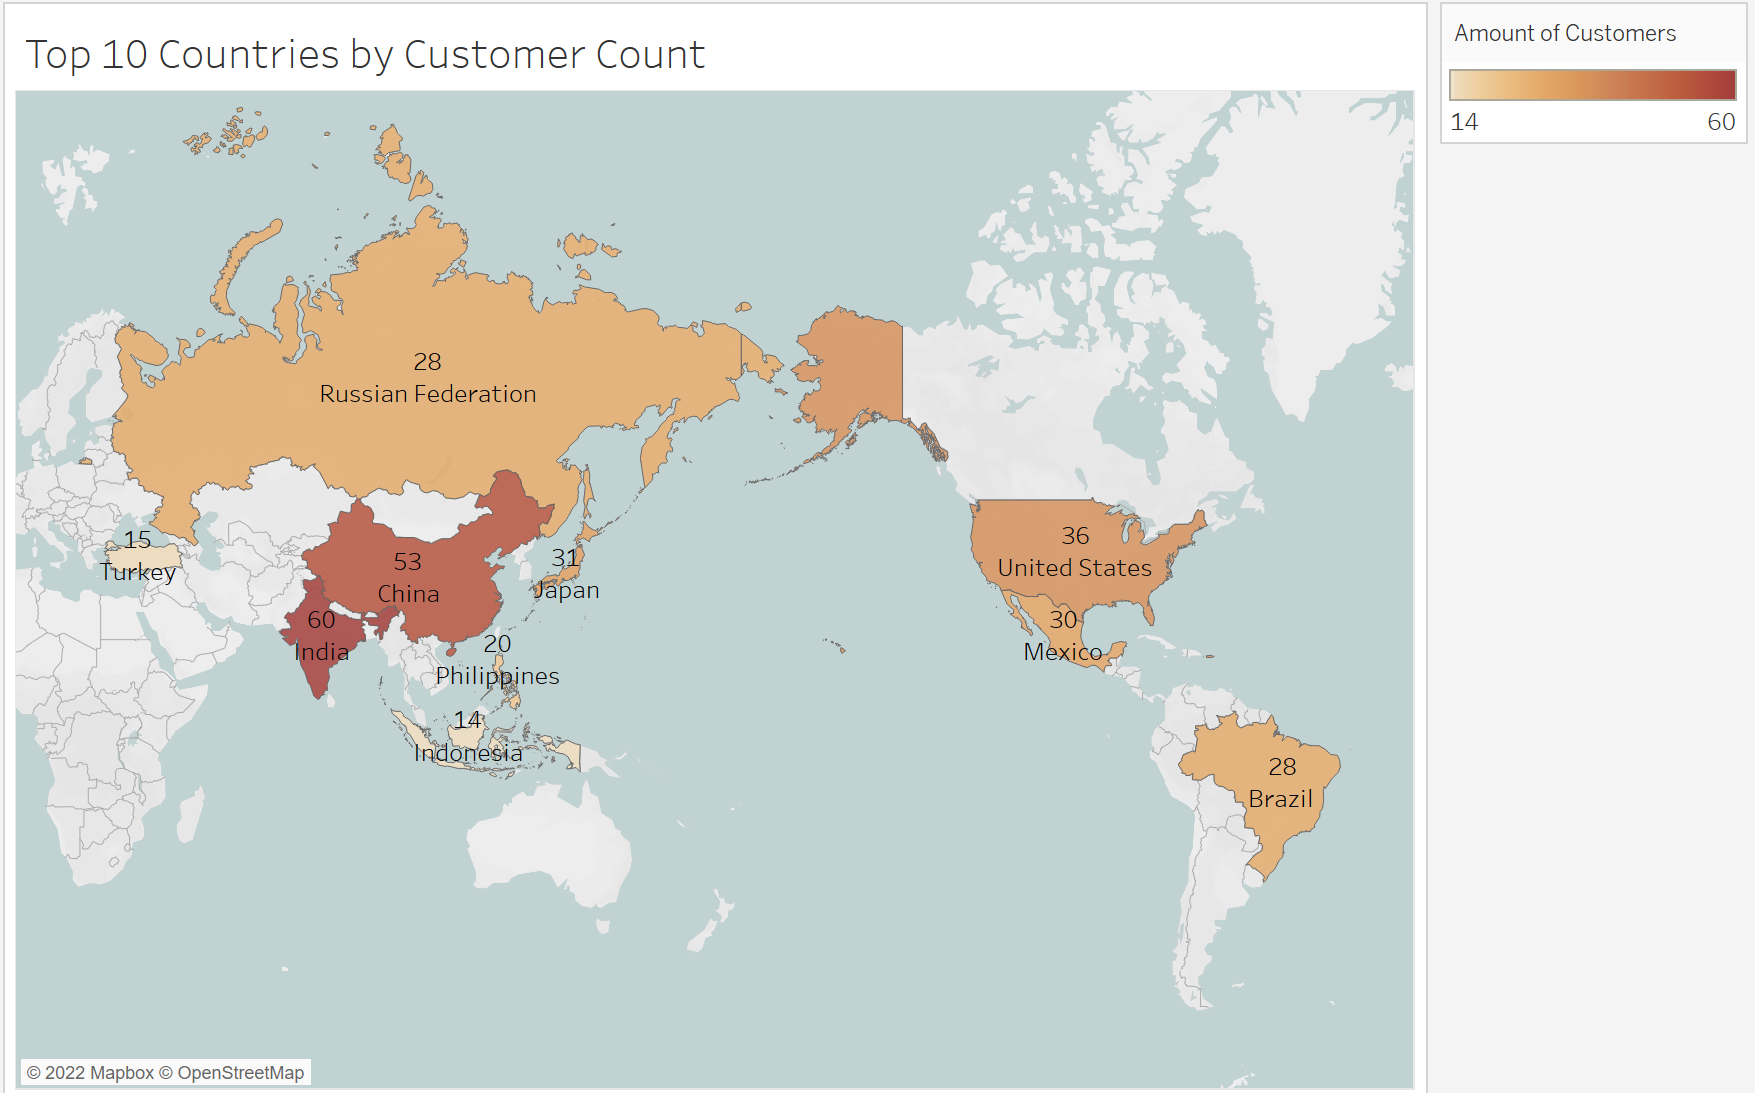 Top 10 Countries by Customer Count
Amount of Customers
14 60
28
Russian Federation
15
Turkey
53
China
31
Japan
36
United States
60
India
30
Mexico
20
Philippines
14
Indonesia
28
Brazil
© 2022 Mapbox © OpenStreetMap